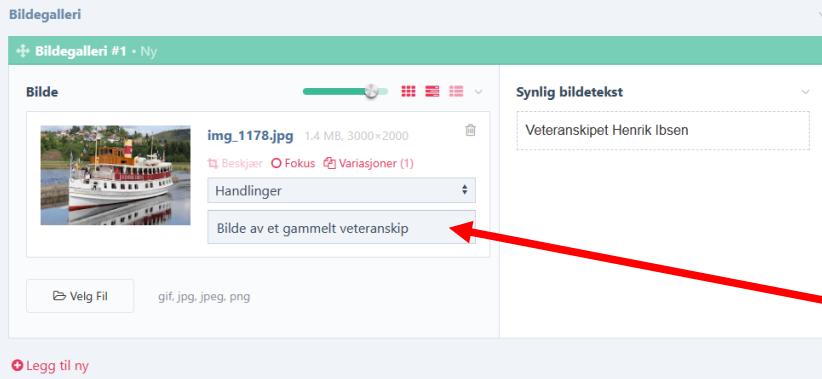 Bildegalleri
Bildegalleri #1 • Ny
Bilde
img_1178.jpg 1.4 MB, 3000×2000
Beskjær Fokus Variasjoner (1)
Handlinger
Bilde av et gammelt veteranskip
Velg Fil gif, jpg, jpeg, png
Synlig bildetekst
Veteranskipet Henrik Ibsen
Legg til ny